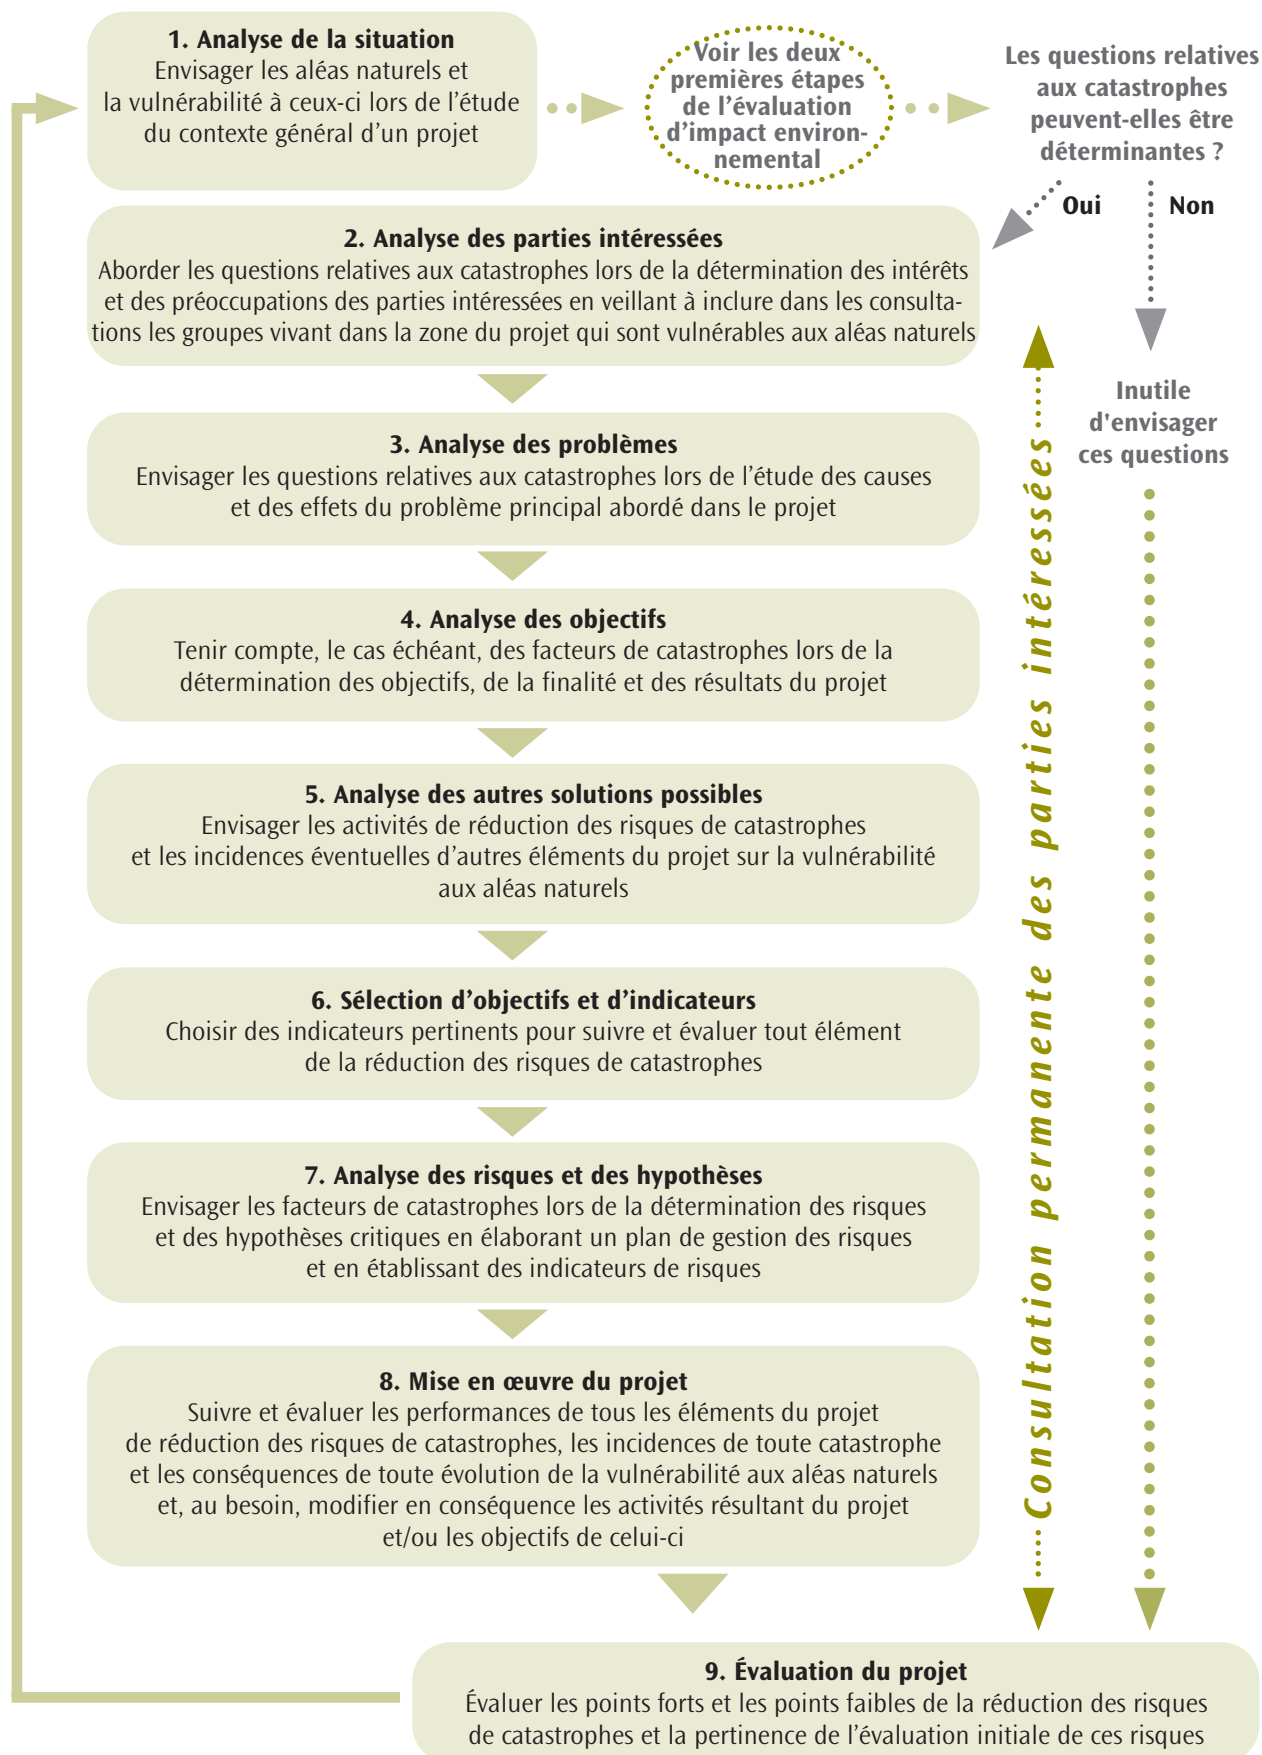 1. Analyse de la situation
Envisager les aléas naturels et
la vulnérabilité à ceux-ci lors de l’étude
du contexte général d’un projet
Voir les deux
premières étapes
de l’évaluation
d’impact environ-
nemental
Les questions relatives
aux catastrophes
peuvent-elles être
déterminantes ?
Oui
Non
Inutile
d'envisager
ces questions
2. Analyse des parties intéressées
Aborder les questions relatives aux catastrophes lors de la détermination des intérêts
et des préoccupations des parties intéressées en veillant à inclure dans les consulta-
tions les groupes vivant dans la zone du projet qui sont vulnérables aux aléas naturels
3. Analyse des problèmes
Envisager les questions relatives aux catastrophes lors de l’étude des causes
et des effets du problème principal abordé dans le projet
4. Analyse des objectifs
Tenir compte, le cas échéant, des facteurs de catastrophes lors de la
détermination des objectifs, de la finalité et des résultats du projet
5. Analyse des autres solutions possibles
Envisager les activités de réduction des risques de catastrophes
et les incidences éventuelles d’autres éléments du projet sur la vulnérabilité
aux aléas naturels
6. Sélection d’objectifs et d’indicateurs
Choisir des indicateurs pertinents pour suivre et évaluer tout élément
de la réduction des risques de catastrophes
7. Analyse des risques et des hypothèses
Envisager les facteurs de catastrophes lors de la détermination des risques
et des hypothèses critiques en élaborant un plan de gestion des risques
et en établissant des indicateurs de risques
8. Mise en œuvre du projet
Suivre et évaluer les performances de tous les éléments du projet
de réduction des risques de catastrophes, les incidences de toute catastrophe
et les conséquences de toute évolution de la vulnérabilité aux aléas naturels
et, au besoin, modifier en conséquence les activités résultant du projet
et/ou les objectifs de celui-ci
Consultation permanente des parties intéressées
9. Évaluation du projet
Évaluer les points forts et les points faibles de la réduction des risques
de catastrophes et la pertinence de l’évaluation initiale de ces risques